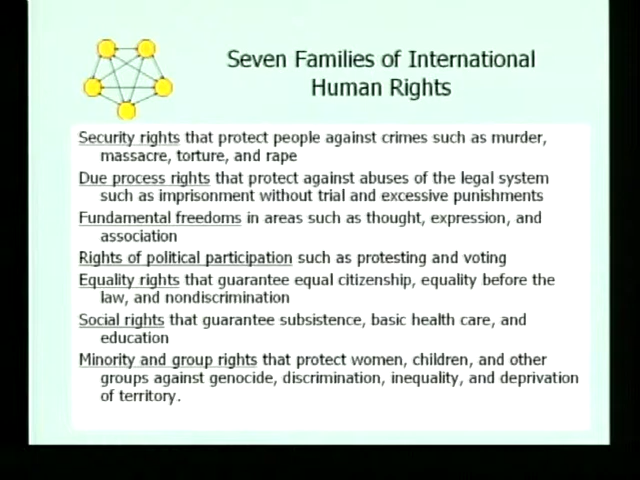 Seven Families of International
Human Rights
Security rights that protect people against crimes such as murder,
massacre, torture, and rape
Due process rights that protect against abuses of the legal system
such as imprisonment without trial and excessive punishments
Fundamental freedoms in areas such as thought, expression, and
association
Rights of political participation such as protesting and voting
Equality rights that guarantee equal citizenship, equality before the
law, and nondiscrimination
Social rights that guarantee subsistence, basic health care, and
education
Minority and group rights that protect women, children, and other
groups against genocide, discrimination, inequality, and deprivation
of territory.